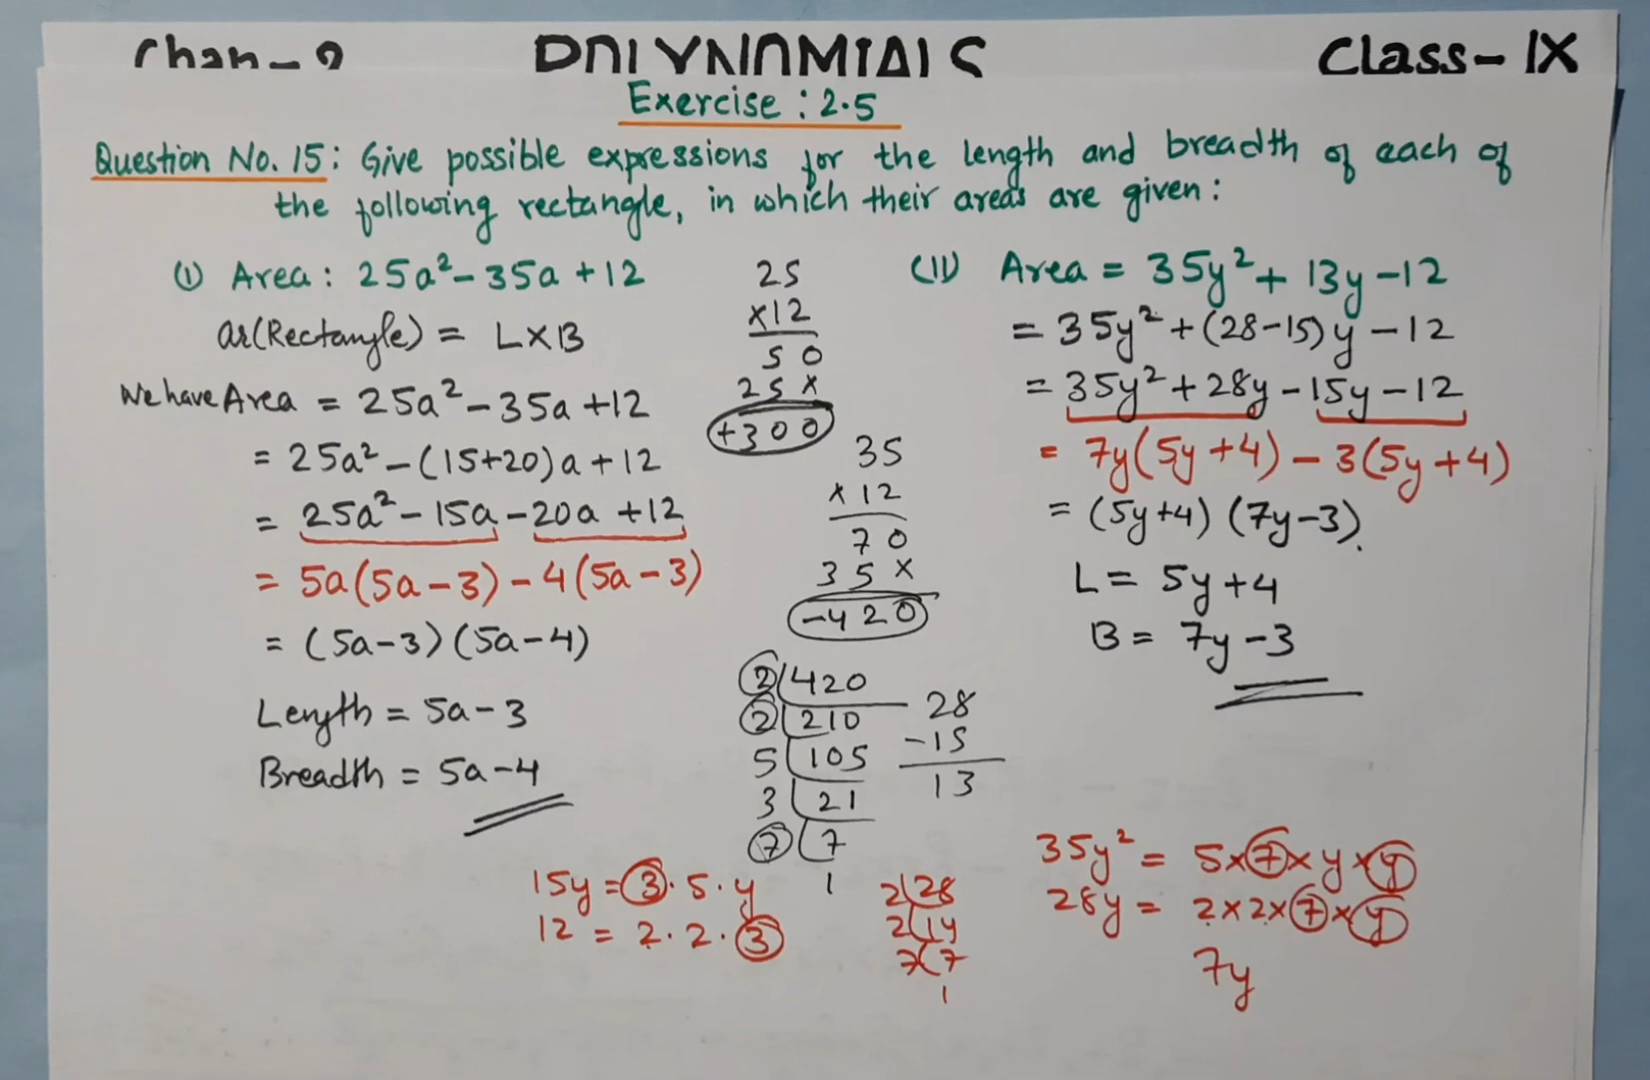 Chap-2 POLYNOMIALS Class-IX
Exercise: 2.5
Question No. 15: Give possible expressions for the length and breadth of each of
the following rectangle, in which their areas are given:
(i) Area: 25a²-35a+12
ar(Rectangle) = L×B
We have Area = 25a²-35a+12
= 25a²-(15+20)a+12
= 25a²-15a-20a+12
= 5a(5a-3)-4(5a-3)
= (5a-3)(5a-4)
Length = 5a-3
Breadth = 5a-4
25
×12
50
25×
+300
35
×12
70
35×
-420
2 420
2 210
5 105
3 21
7 7
1
28
-15
13
(ii) Area = 35y²+13y-12
= 35y²+(28-15)y-12
= 35y²+28y-15y-12
= 7y(5y+4)-3(5y+4)
= (5y+4)(7y-3).
L = 5y+4
B = 7y-3
15y = 3·5·y
12 = 2·2·3
2 28
2 14
7 7
1
35y² = 5×7×y×y
28y = 2×2×7×y
7y